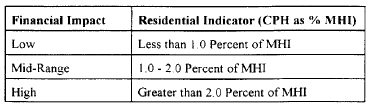 Financial Impact Residential Indicator (CPH as % MHI)
Low Less than 1.0 Percent of MHI
Mid-Range 1.0 - 2.0 Percent of MHI
High Greater than 2.0 Percent of MHI